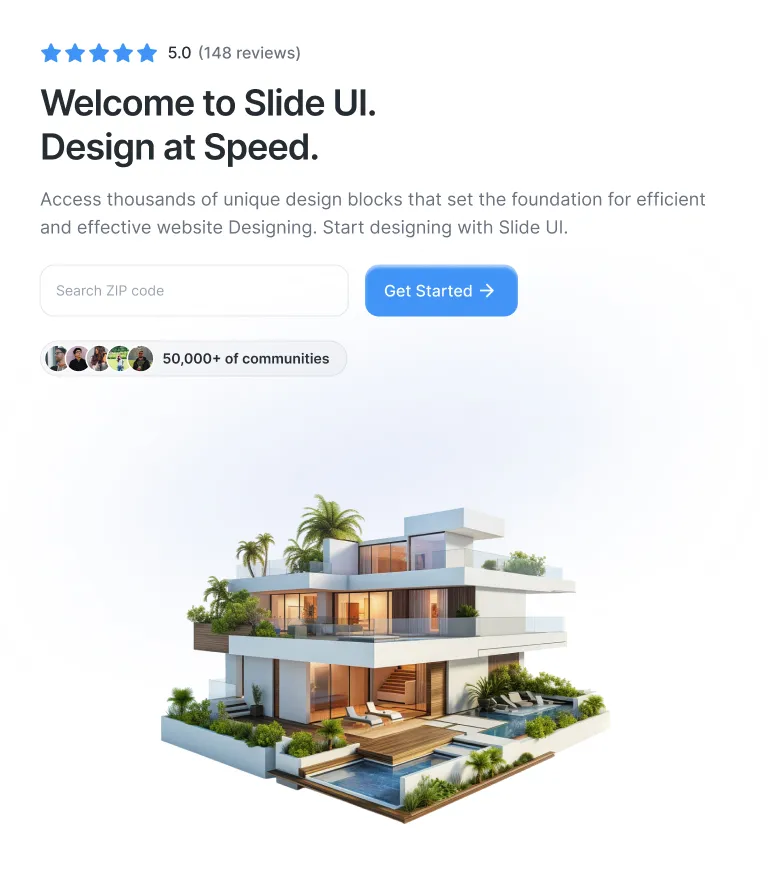 5.0 (148 reviews)
Welcome to Slide UI.
Design at Speed.
Access thousands of unique design blocks that set the foundation for efficient
and effective website Designing. Start designing with Slide UI.
Search ZIP code
Get Started
50,000+ of communities